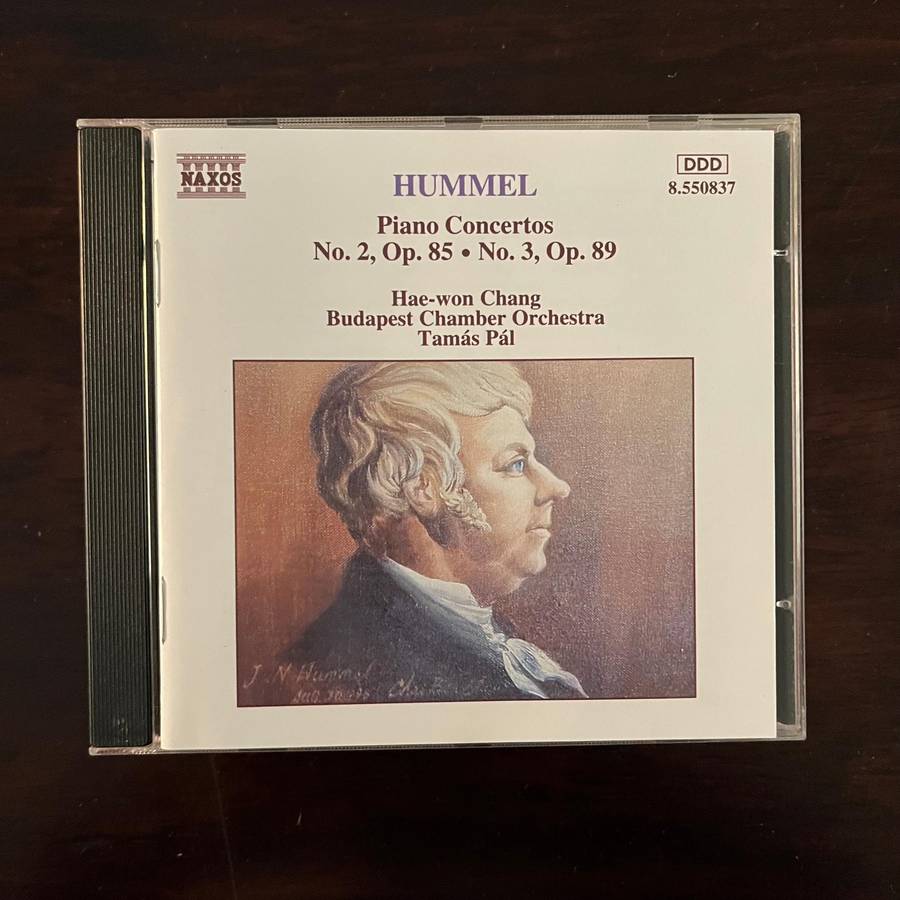 NAXOS
DDD
8.550837
HUMMEL
Piano Concertos
No. 2, Op. 85 • No. 3, Op. 89
Hae-won Chang
Budapest Chamber Orchestra
Tamás Pál
J N Hummel